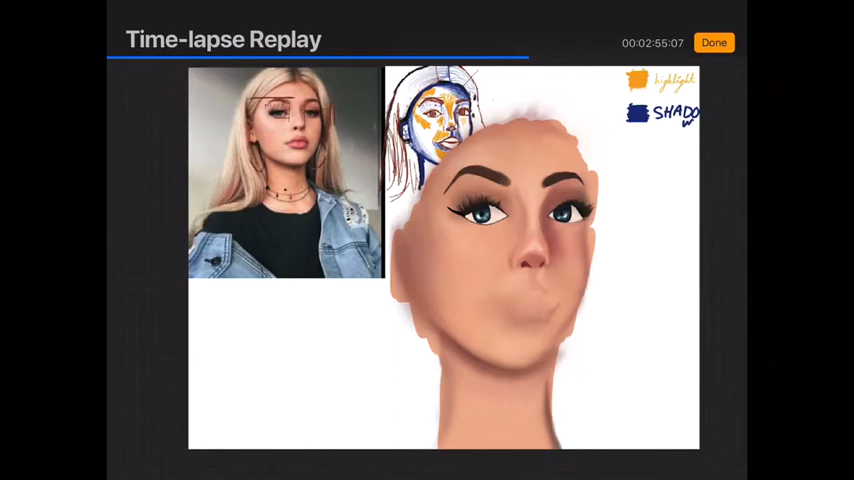 Time-lapse Replay
00:02:55:07
Done
highlight
SHADO
w